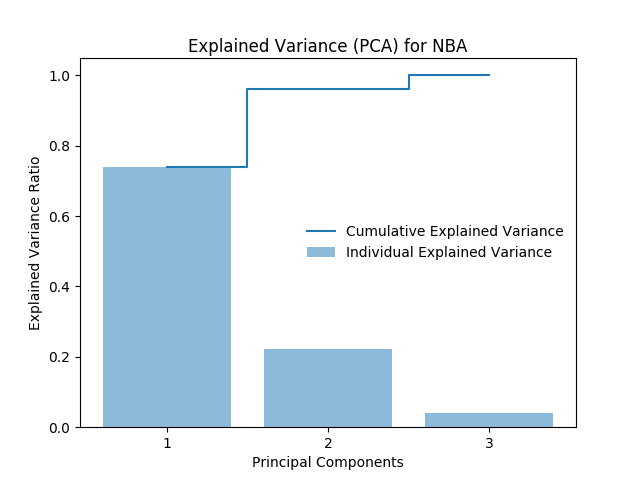 Explained Variance (PCA) for NBA
Explained Variance Ratio
1.0
0.8
0.6
0.4
0.2
0.0
Cumulative Explained Variance
Individual Explained Variance
1 2 3
Principal Components